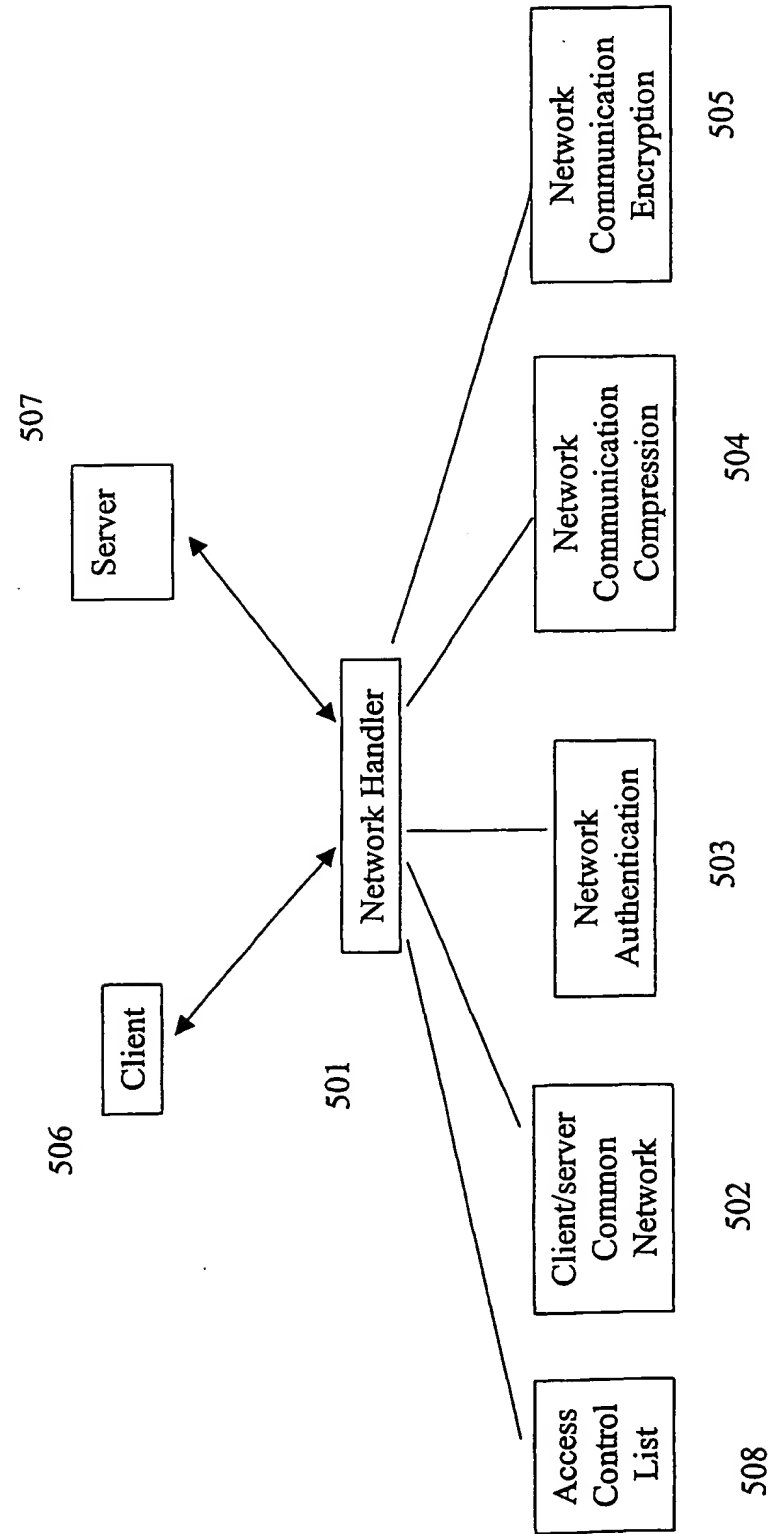 506
Client
507
Server
501
Network Handler
508
Access
Control
List
502
Client/server
Common
Network
503
Network
Authentication
504
Network
Communication
Compression
505
Network
Communication
Encryption